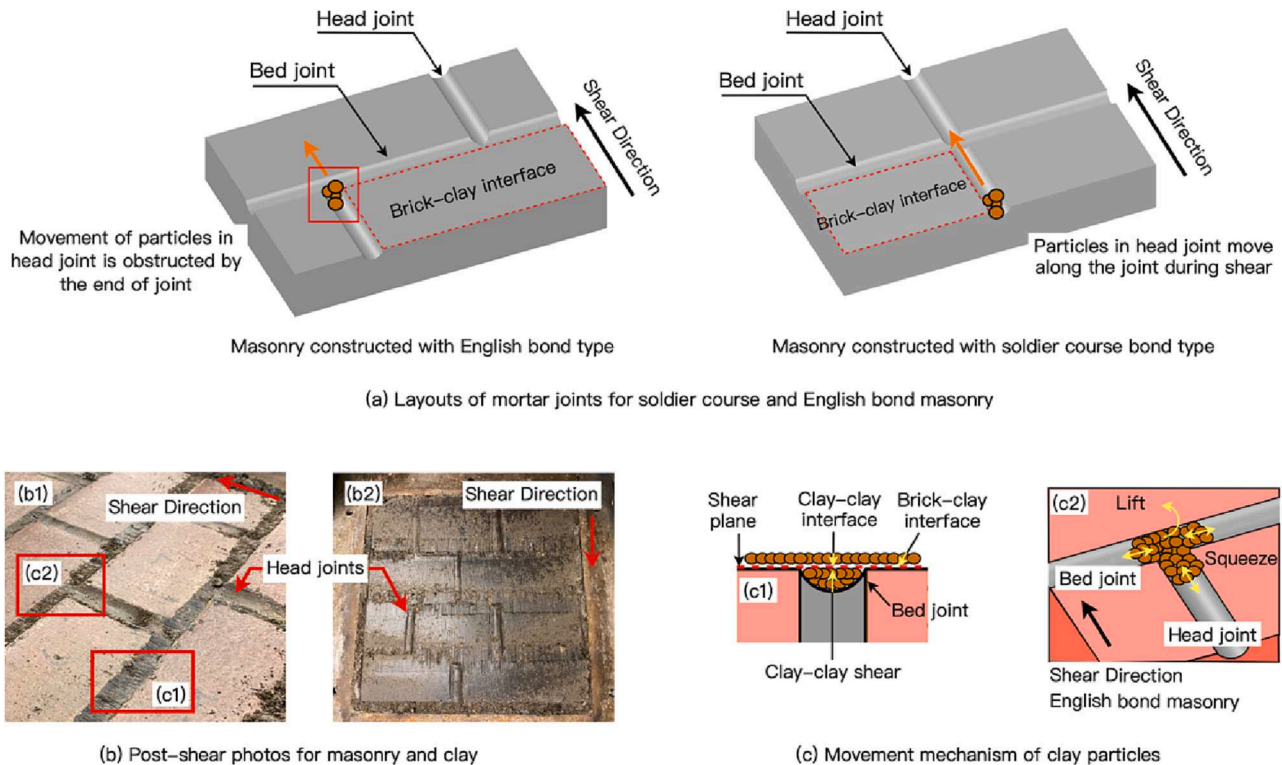 Head joint
Bed joint
Shear
Direction
Brick-clay interface
Movement of particles in
head joint is obstructed by
the end of joint
Masonry constructed with English bond type
Head joint
Bed joint
Shear
Direction
Brick-clay interface
Particles in head joint move
along the joint during shear
Masonry constructed with soldier course bond type
(a) Layouts of mortar joints for soldier course and English bond masonry
(b1)
Shear Direction
(c2)
Head joints
(c1)
(b2)
Shear Direction
(b) Post-shear photos for masonry and clay
Shear
plane
Clay-clay
interface
Brick-clay
interface
(c1)
Bed joint
Clay-clay shear
(c2)
Lift
Squeeze
Bed joint
Head joint
Shear Direction
English bond masonry
(c) Movement mechanism of clay particles